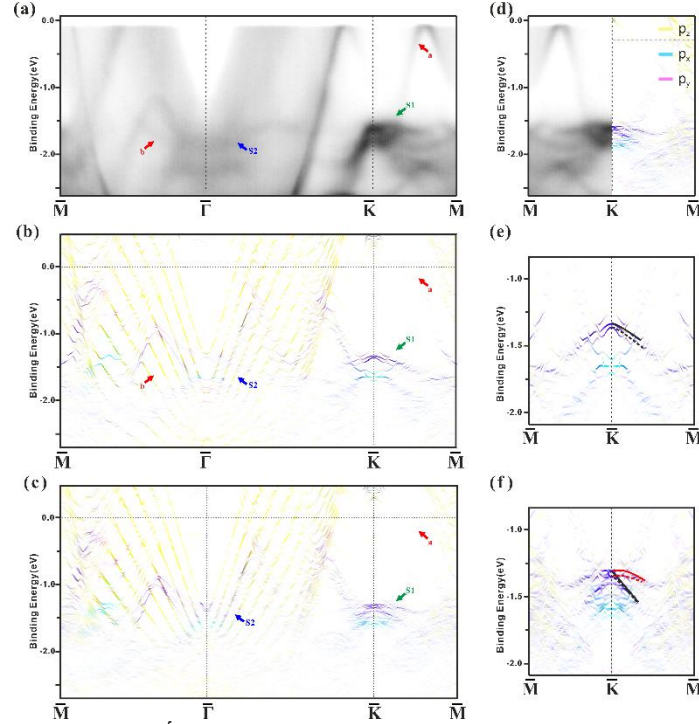 (a)
Binding Energy(eV)
0.0
-1.0
-2.0
a
S1
b
S2
M̄ Γ̄ K̄ M̄
(d)
Binding Energy(eV)
0.0
-1.0
-2.0
p_z
p_x
p_y
K̄ M̄
(b)
Binding Energy(eV)
0.0
-1.0
-2.0
a
S1
b
S2
M̄ Γ̄ K̄ M̄
(e)
Binding Energy(eV)
-1.0
-1.5
-2.0
M̄ K̄ M̄
(c)
Binding Energy(eV)
0.0
-1.0
-2.0
a
S1
S2
M̄ Γ̄ K̄ M̄
(f)
Binding Energy(eV)
-1.0
-1.5
-2.0
M̄ K̄ M̄